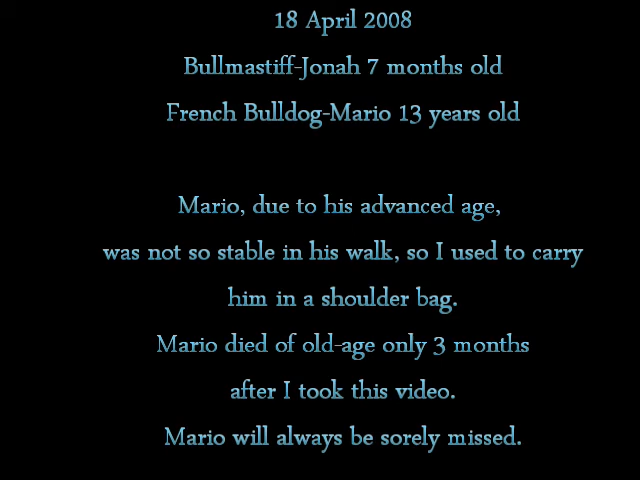 18 April 2008
Bullmastiff-Jonah 7 months old
French Bulldog-Mario 13 years old
Mario, due to his advanced age,
was not so stable in his walk, so I used to carry
him in a shoulder bag.
Mario died of old-age only 3 months
after I took this video.
Mario will always be sorely missed.